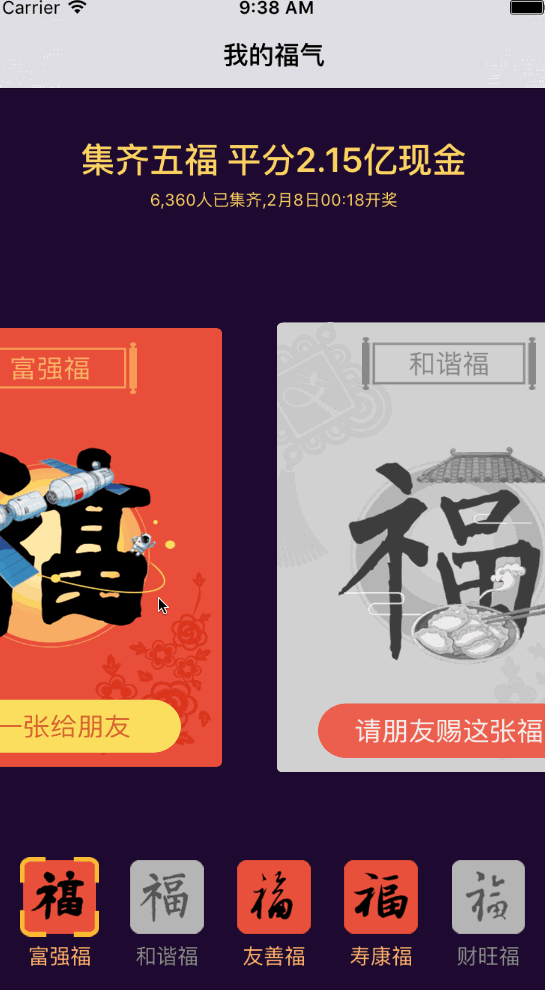 Carrier 9:38 AM
我的福气
集齐五福 平分2.15亿现金
6,360人已集齐,2月8日00:18开奖
富强福
和谐福
福
福
一张给朋友
请朋友赐这张福
福 福 福 福 福
富强福 和谐福 友善福 寿康福 财旺福